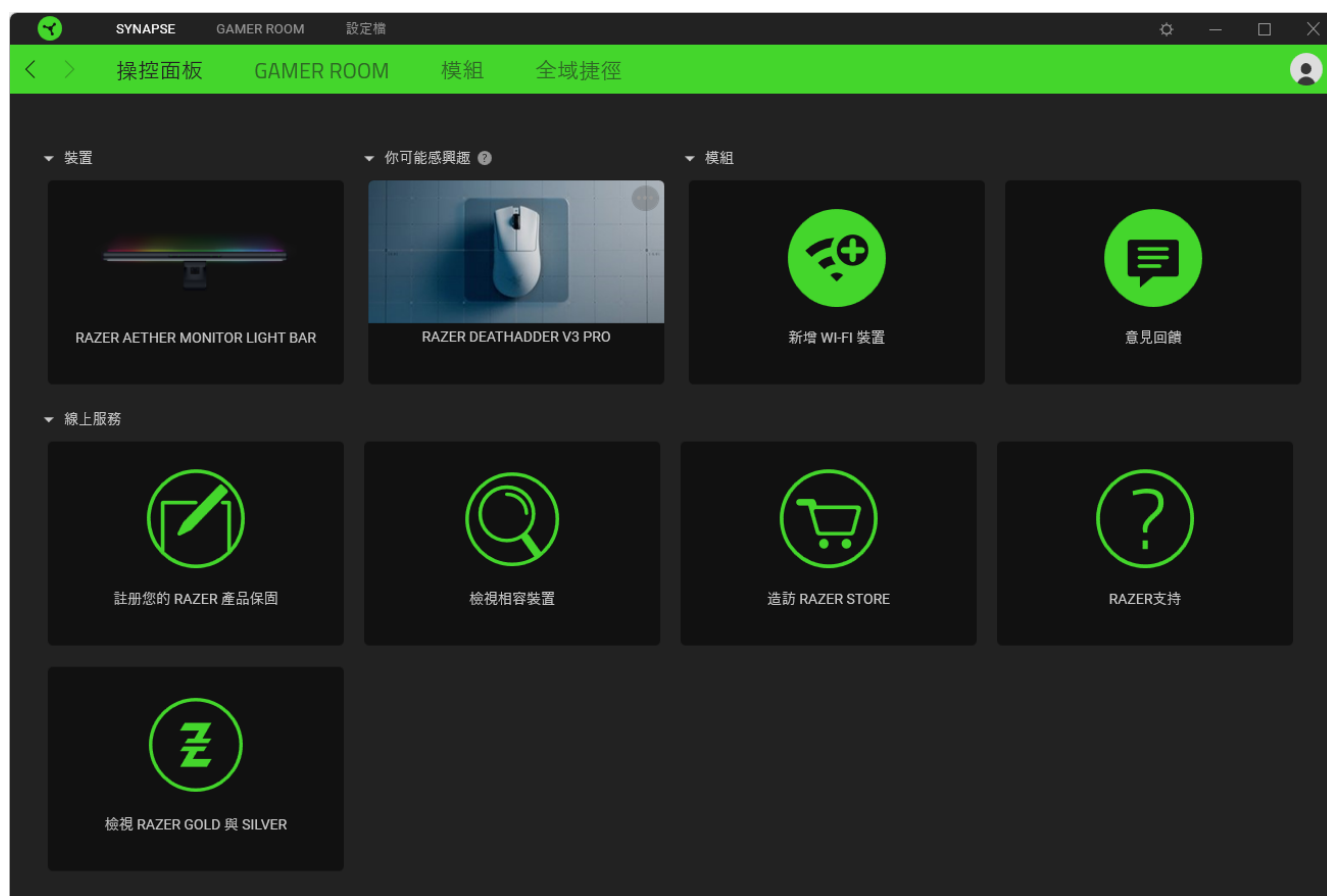 SYNAPSE GAMER ROOM 設定檔
操控面板 GAMER ROOM 模組 全域捷徑
裝置
你可能感興趣 ?
模組
RAZER AETHER MONITOR LIGHT BAR
RAZER DEATHADDER V3 PRO
新增 WI-FI 裝置
意見回饋
線上服務
註册您的 RAZER 產品保固
檢視相容裝置
造訪 RAZER STORE
RAZER支持
檢視 RAZER GOLD 與 SILVER